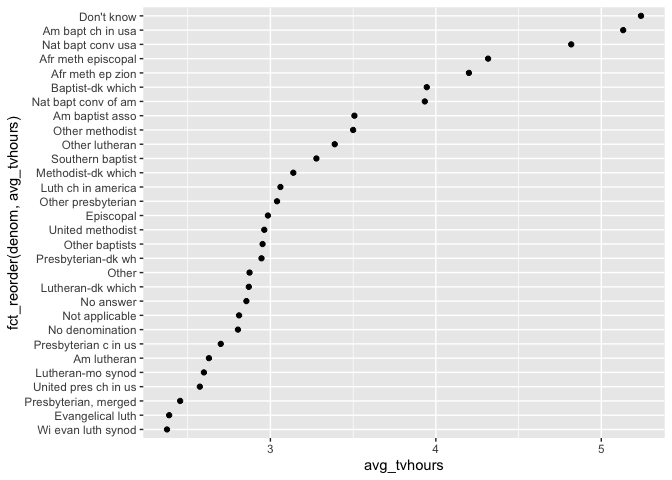 Don't know
Am bapt ch in usa
Nat bapt conv usa
Afr meth episcopal
Afr meth ep zion
Baptist-dk which
Nat bapt conv of am
Am baptist asso
Other methodist
Other lutheran
Southern baptist
Methodist-dk which
Luth ch in america
Other presbyterian
Episcopal
United methodist
Other baptists
Presbyterian-dk wh
Other
Lutheran-dk which
No answer
Not applicable
No denomination
Presbyterian c in us
Am lutheran
Lutheran-mo synod
United pres ch in us
Presbyterian, merged
Evangelical luth
Wi evan luth synod
fct_reorder(denom, avg_tvhours)
3 4 5
avg_tvhours